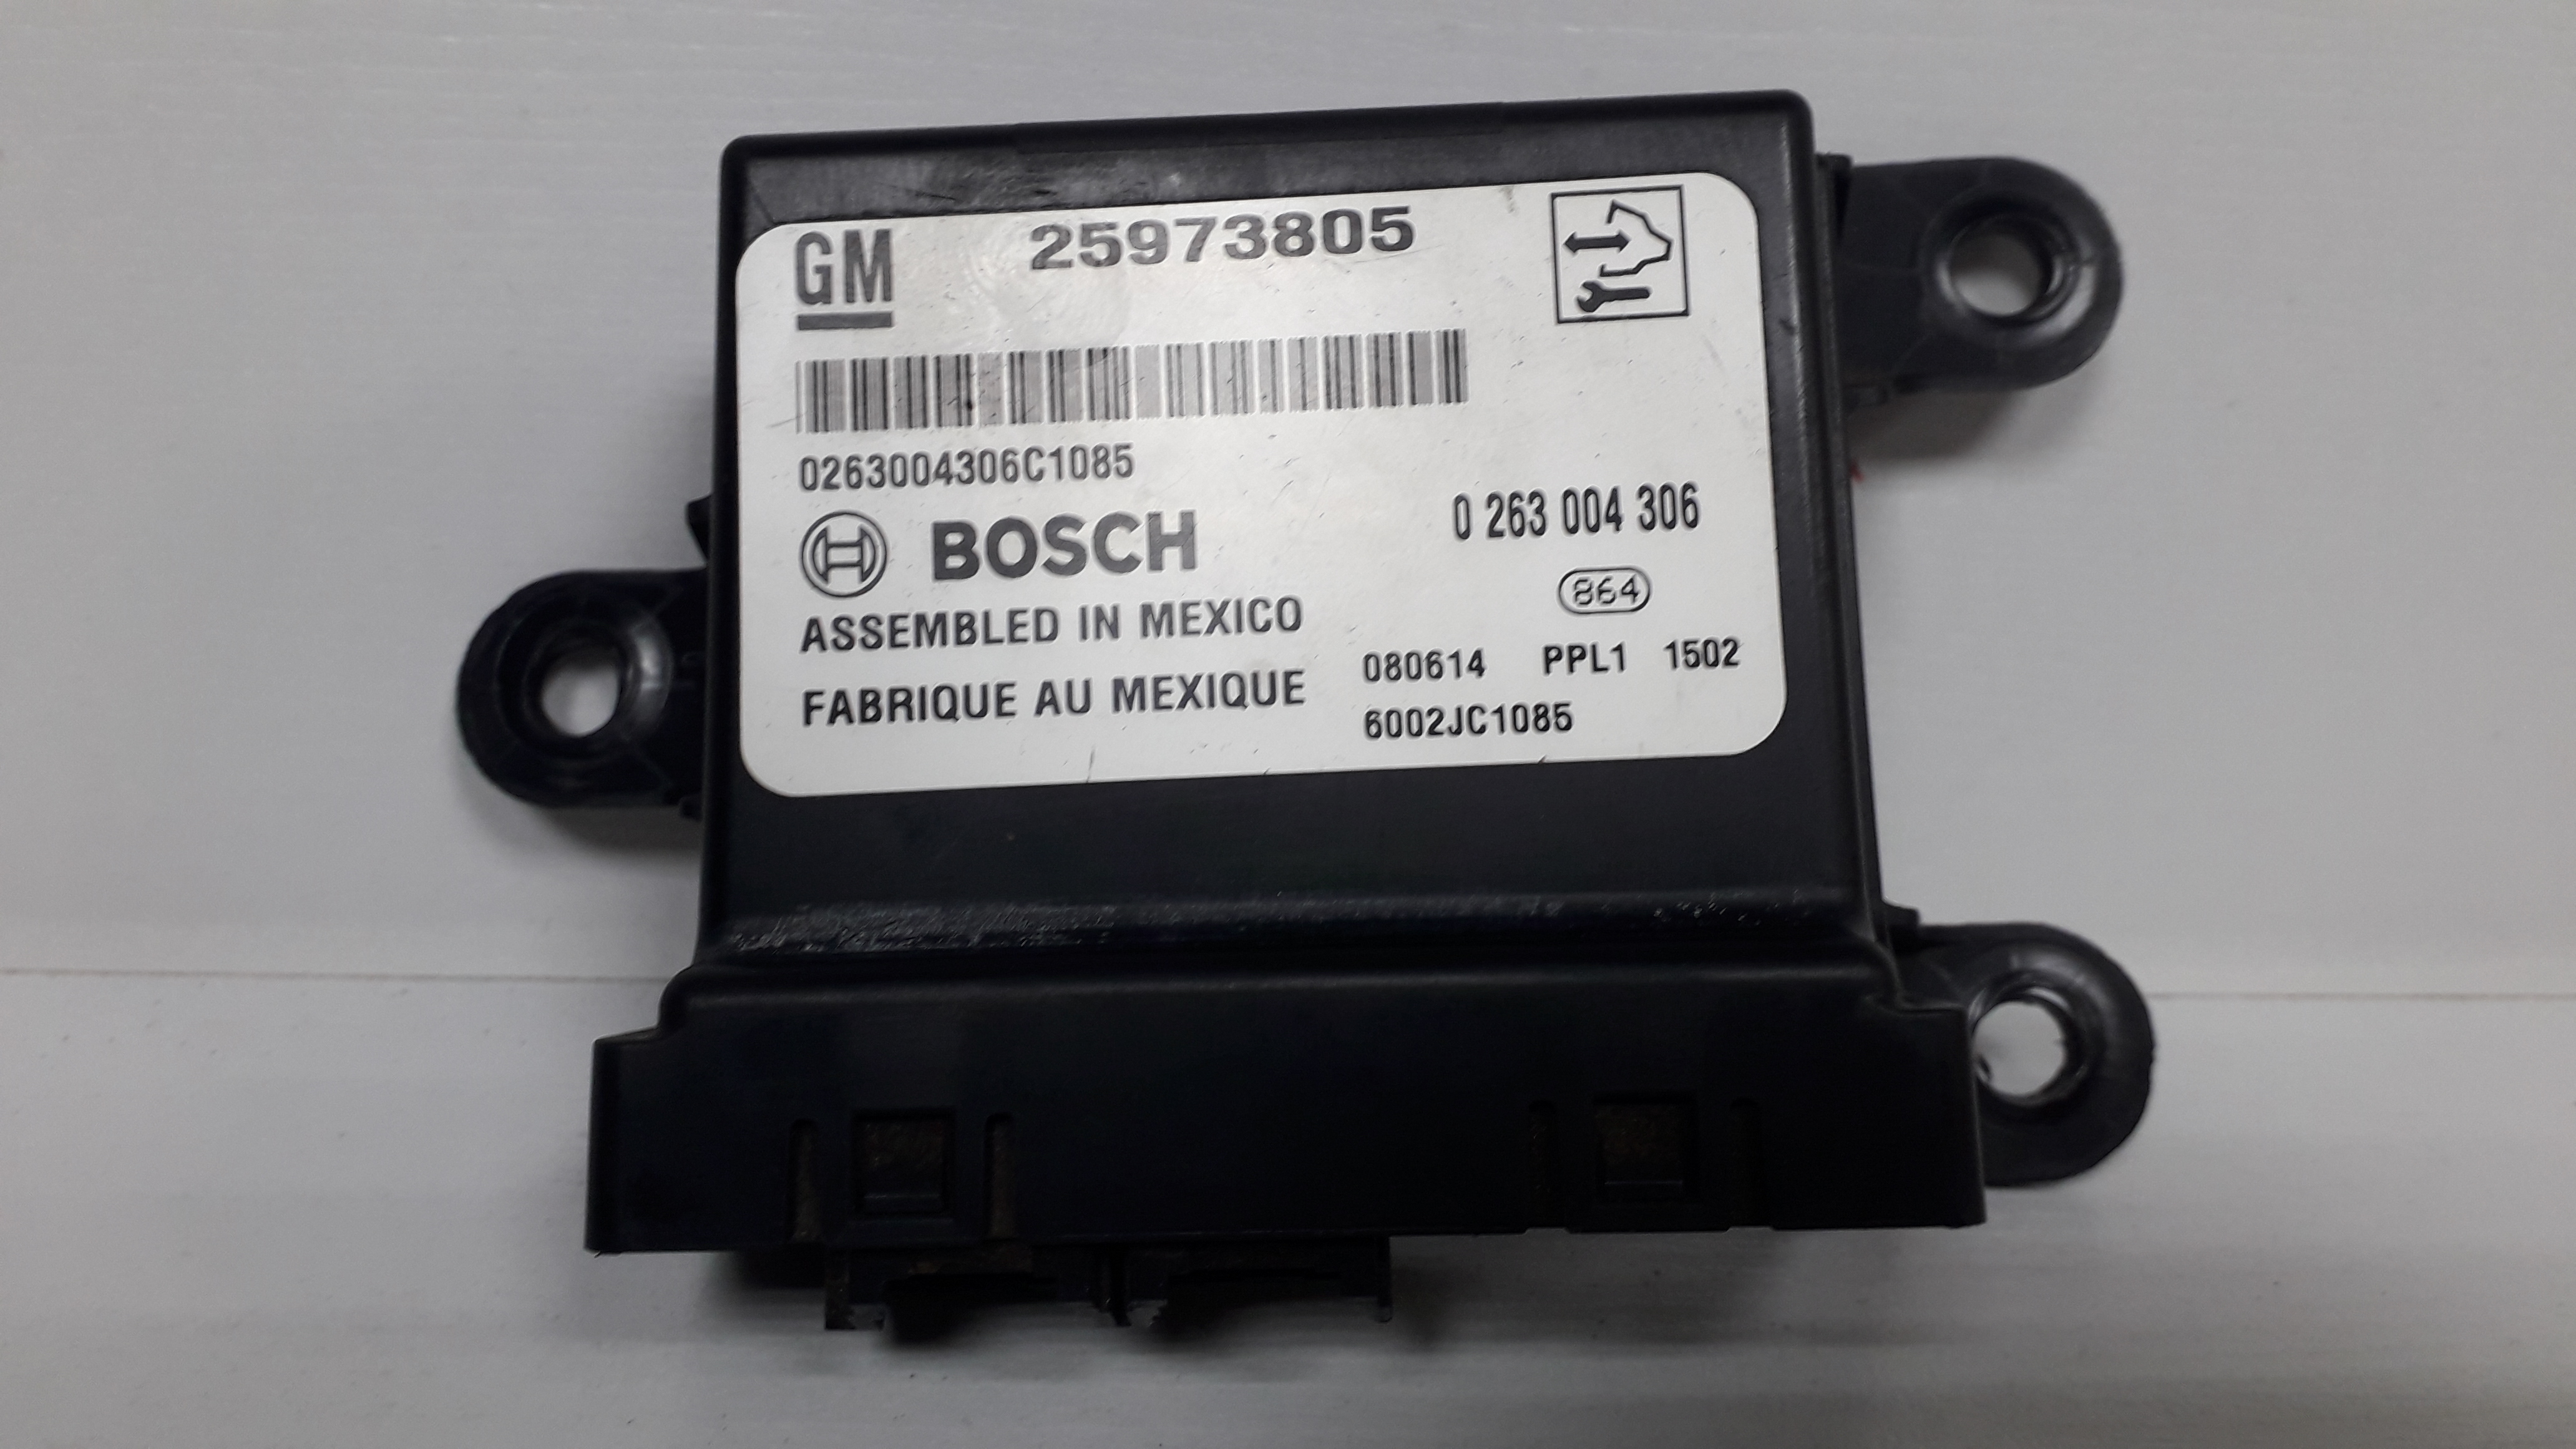 GM 25973805
0263004306C1085
BOSCH 0 263 004 306
864
ASSEMBLED IN MEXICO
080614 PPL1 1502
FABRIQUE AU MEXIQUE
6002JC1085